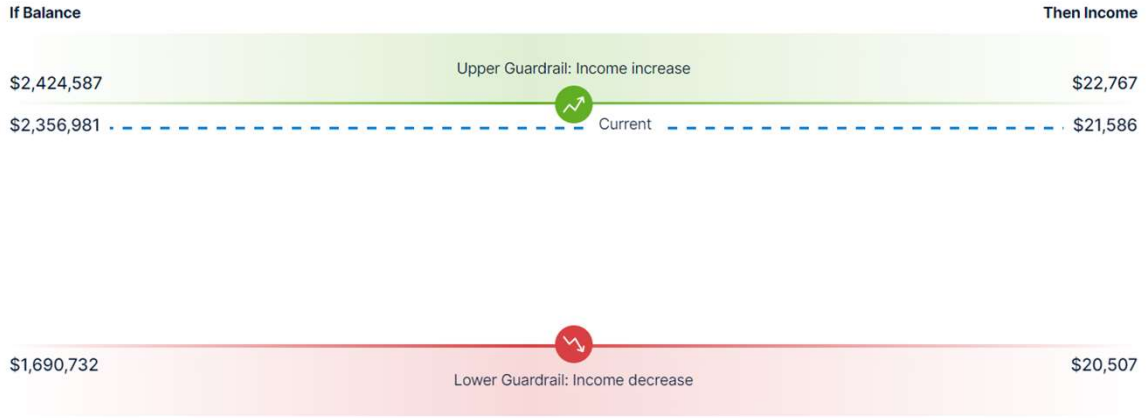 If Balance Then Income
Upper Guardrail: Income increase
$2,424,587 $22,767
$2,356,981 Current $21,586
$1,690,732 $20,507
Lower Guardrail: Income decrease